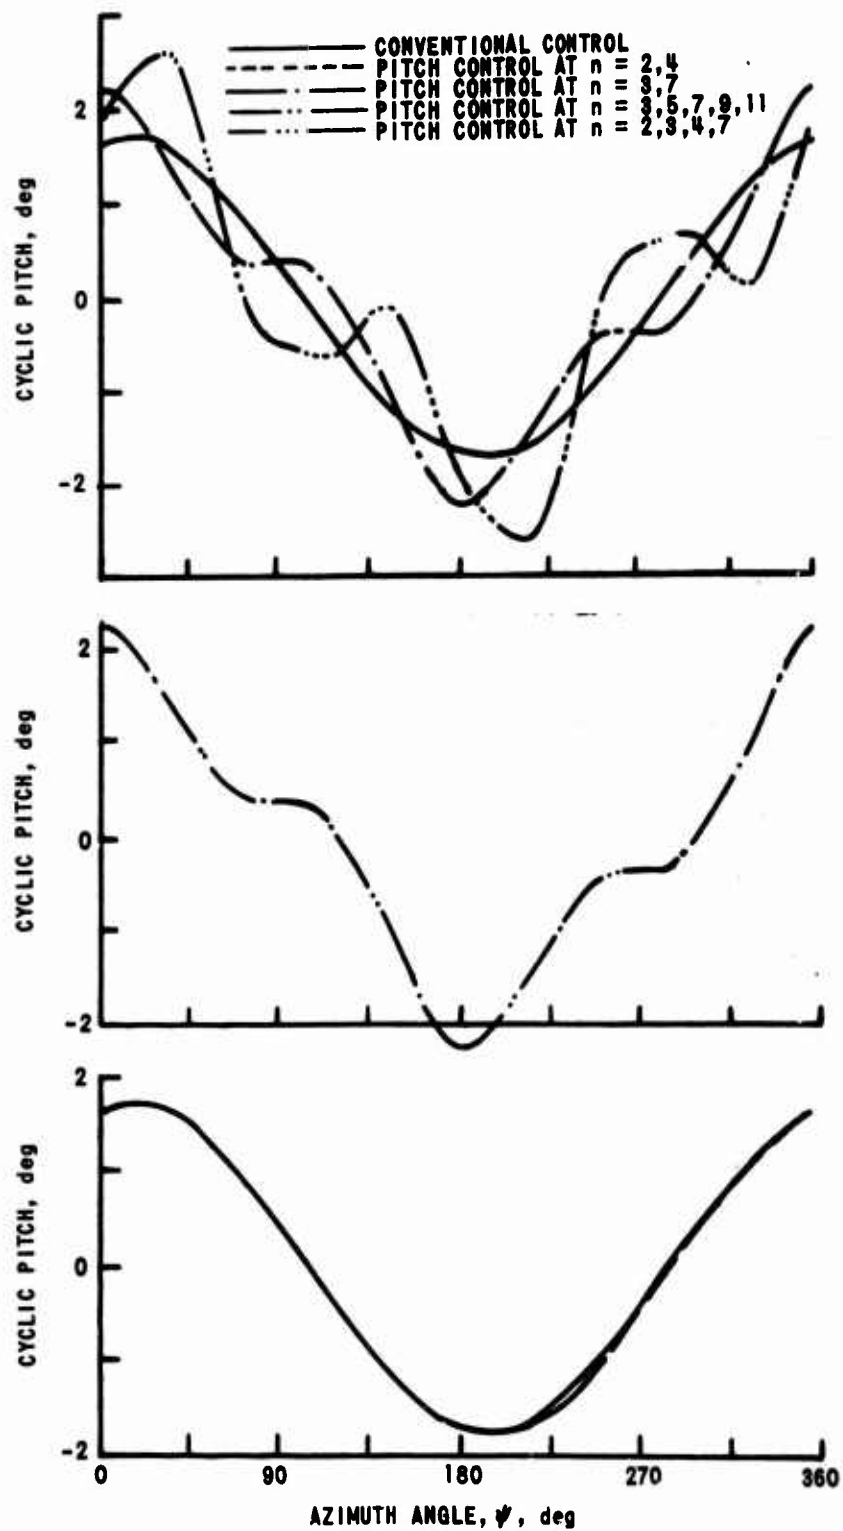 CONVENTIONAL CONTROL
PITCH CONTROL AT n = 2,4
PITCH CONTROL AT n = 3,7
PITCH CONTROL AT n = 3,5,7,9,11
PITCH CONTROL AT n = 2,3,4,7
2
0
-2
CYCLIC PITCH, deg
2
0
-2
CYCLIC PITCH, deg
2
0
-2
CYCLIC PITCH, deg
0 90 180 270 360
AZIMUTH ANGLE, ψ, deg